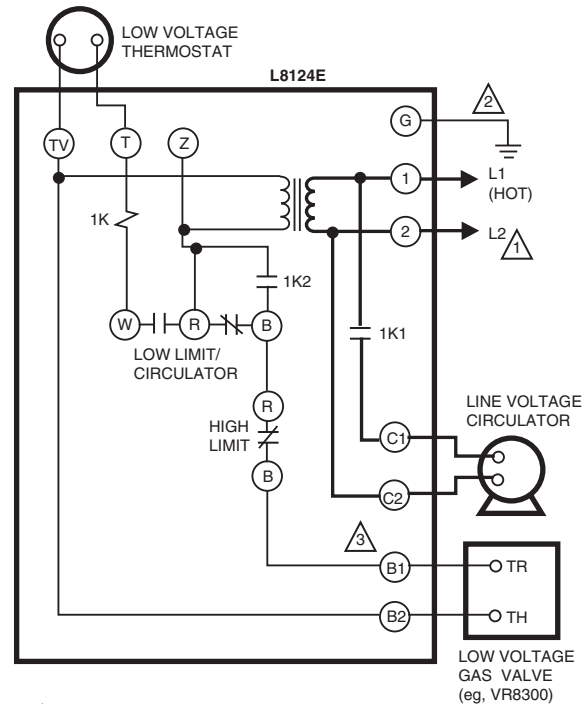 LOW VOLTAGE
THERMOSTAT
L8124E
TV
T
Z
G
2
1
L1
(HOT)
1K
2
L2
1
1K2
1K1
W
R
B
LOW LIMIT/
CIRCULATOR
R
HIGH
LIMIT
B
LINE VOLTAGE
CIRCULATOR
C1
C2
3
B1
TR
B2
TH
LOW VOLTAGE
GAS VALVE
(eg, VR8300)